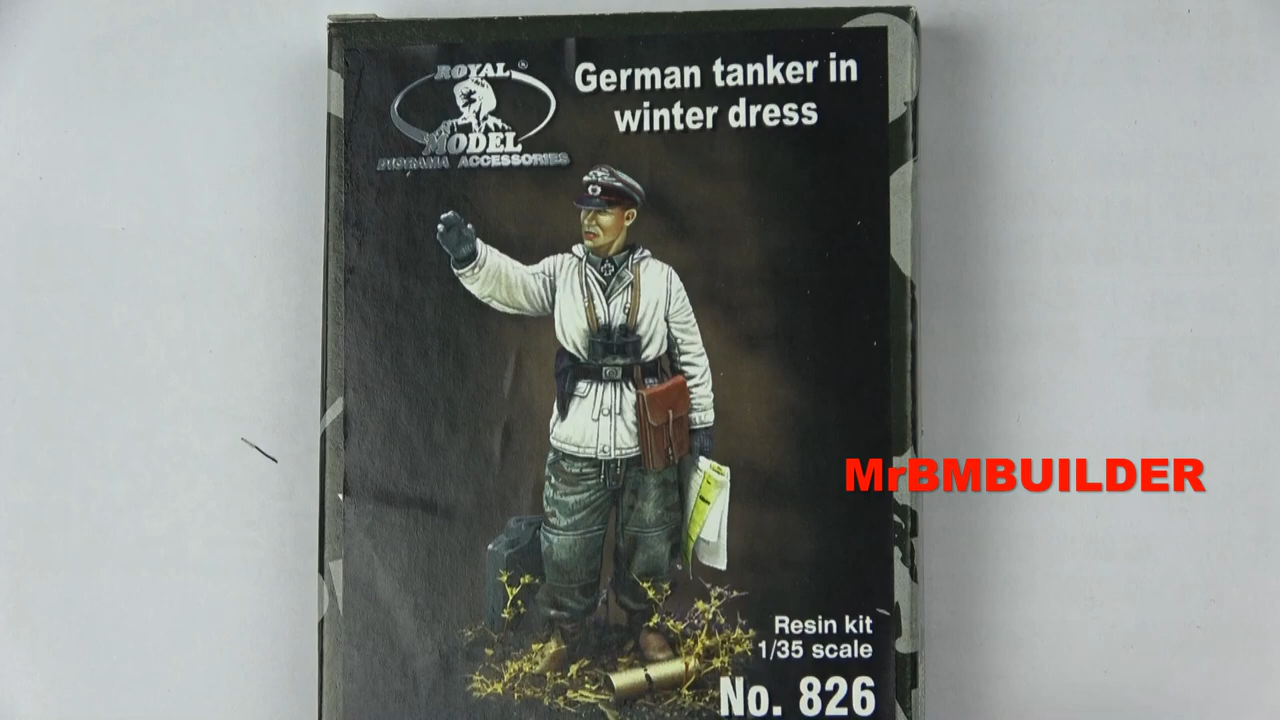 ROYAL ®
MODEL
DIORAMA ACCESSORIES
German tanker in
winter dress
MrBMBUILDER
Resin kit
1/35 scale
No. 826